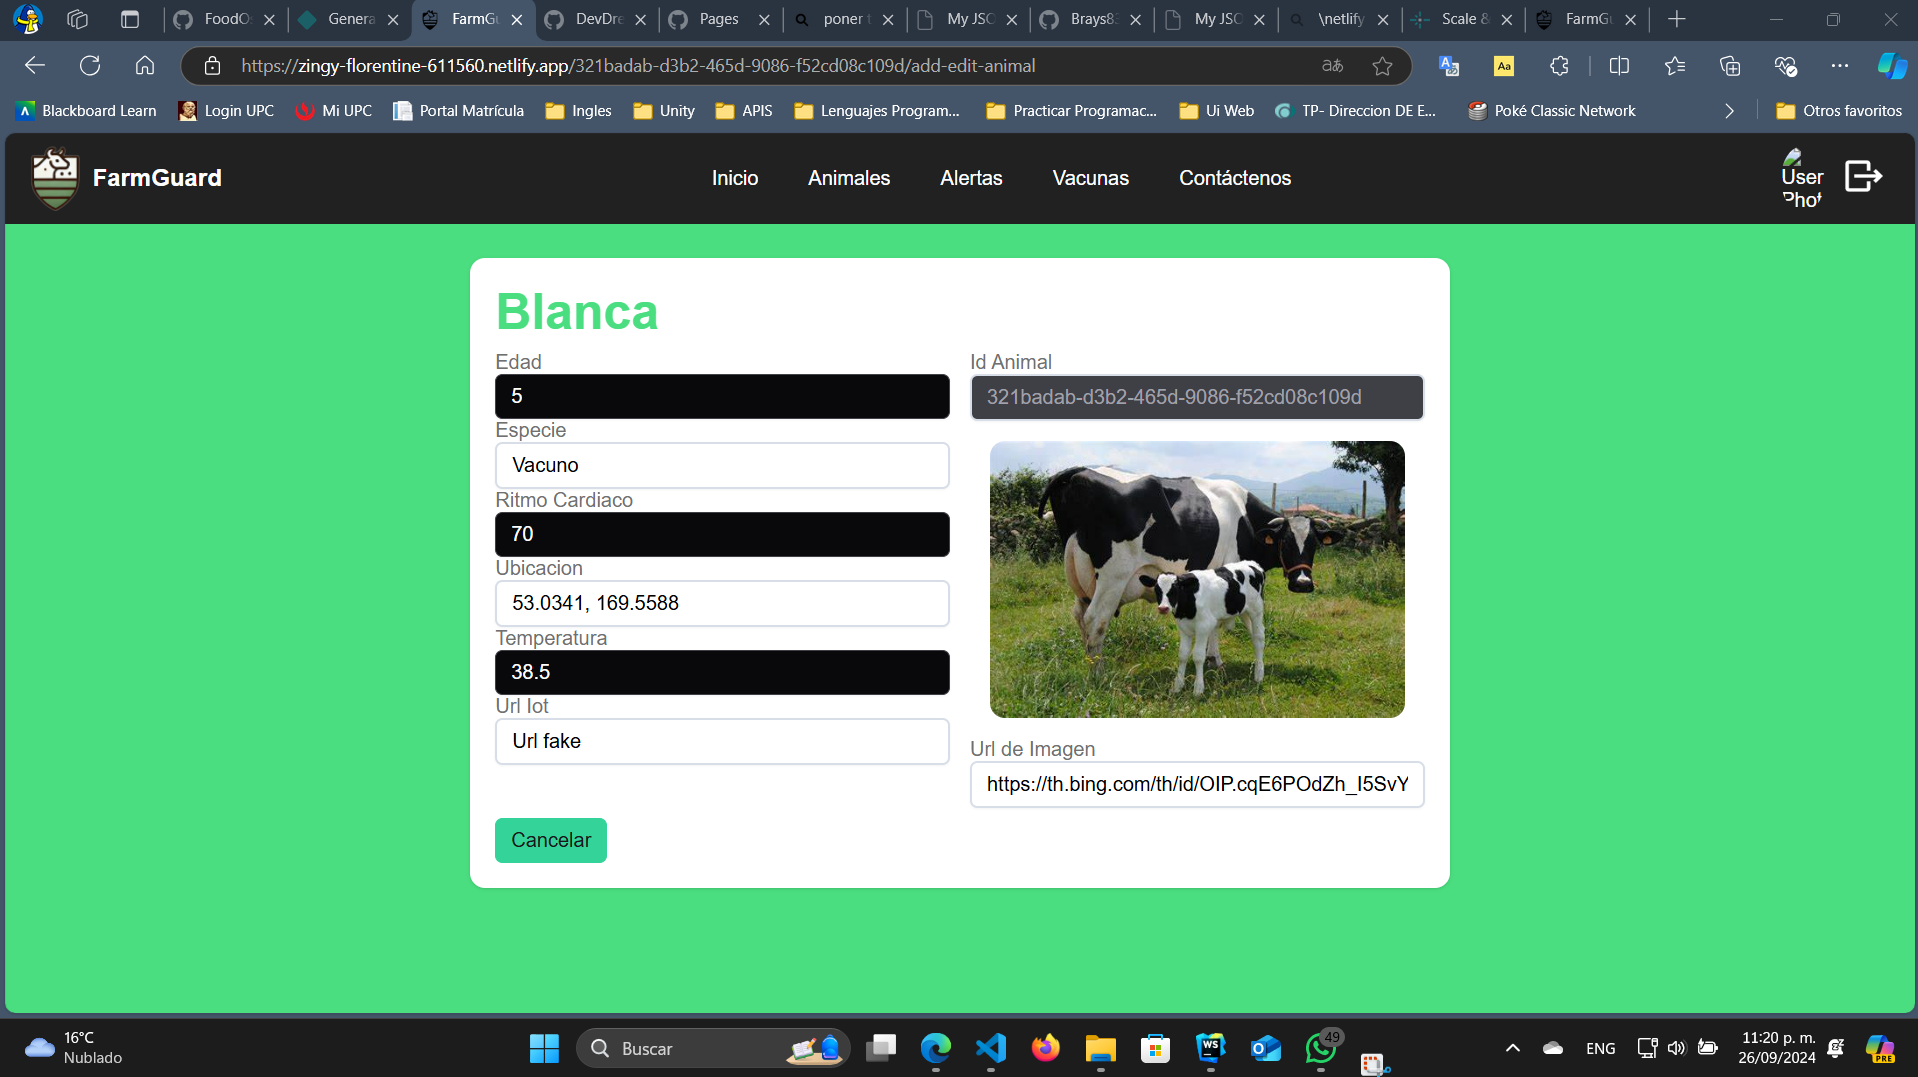 FoodO
Genera
FarmGu
DevDre
Pages
poner t
My JSO
Brays8
My JSO
\netlify
Scale &
FarmGu
https://zingy-florentine-611560.netlify.app/321badab-d3b2-465d-9086-f52cd08c109d/add-edit-animal
aあ
Aa
Blackboard Learn
Login UPC
Mi UPC
Portal Matrícula
Ingles
Unity
APIS
Lenguajes Program...
Practicar Programac...
Ui Web
TP- Direccion DE E...
Poké Classic Network
Otros favoritos
FarmGuard
Inicio
Animales
Alertas
Vacunas
Contáctenos
User
Phot
Blanca
Edad
5
Especie
Vacuno
Ritmo Cardiaco
70
Ubicacion
53.0341, 169.5588
Temperatura
38.5
Url Iot
Url fake
Id Animal
321badab-d3b2-465d-9086-f52cd08c109d
Url de Imagen
https://th.bing.com/th/id/OIP.cqE6POdZh_I5SvY
Cancelar
16°C
Nublado
Buscar
WS
49
ENG
11:20 p. m.
26/09/2024
PRE